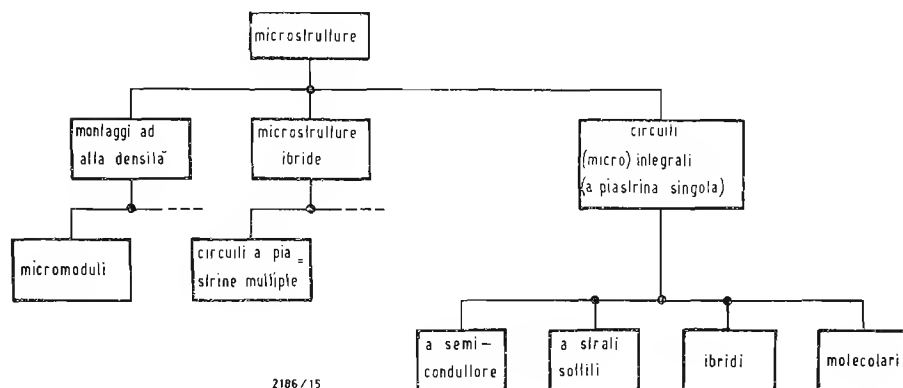 microstrutture
montaggi ad
alta densità
microstrutture
ibride
circuiti
(micro) integrati
(a piastrina singola)
micromoduli
circuiti a pia=
strine multiple
a semi-
conduttore
a strati
sottili
ibridi
molecolari
2186/15